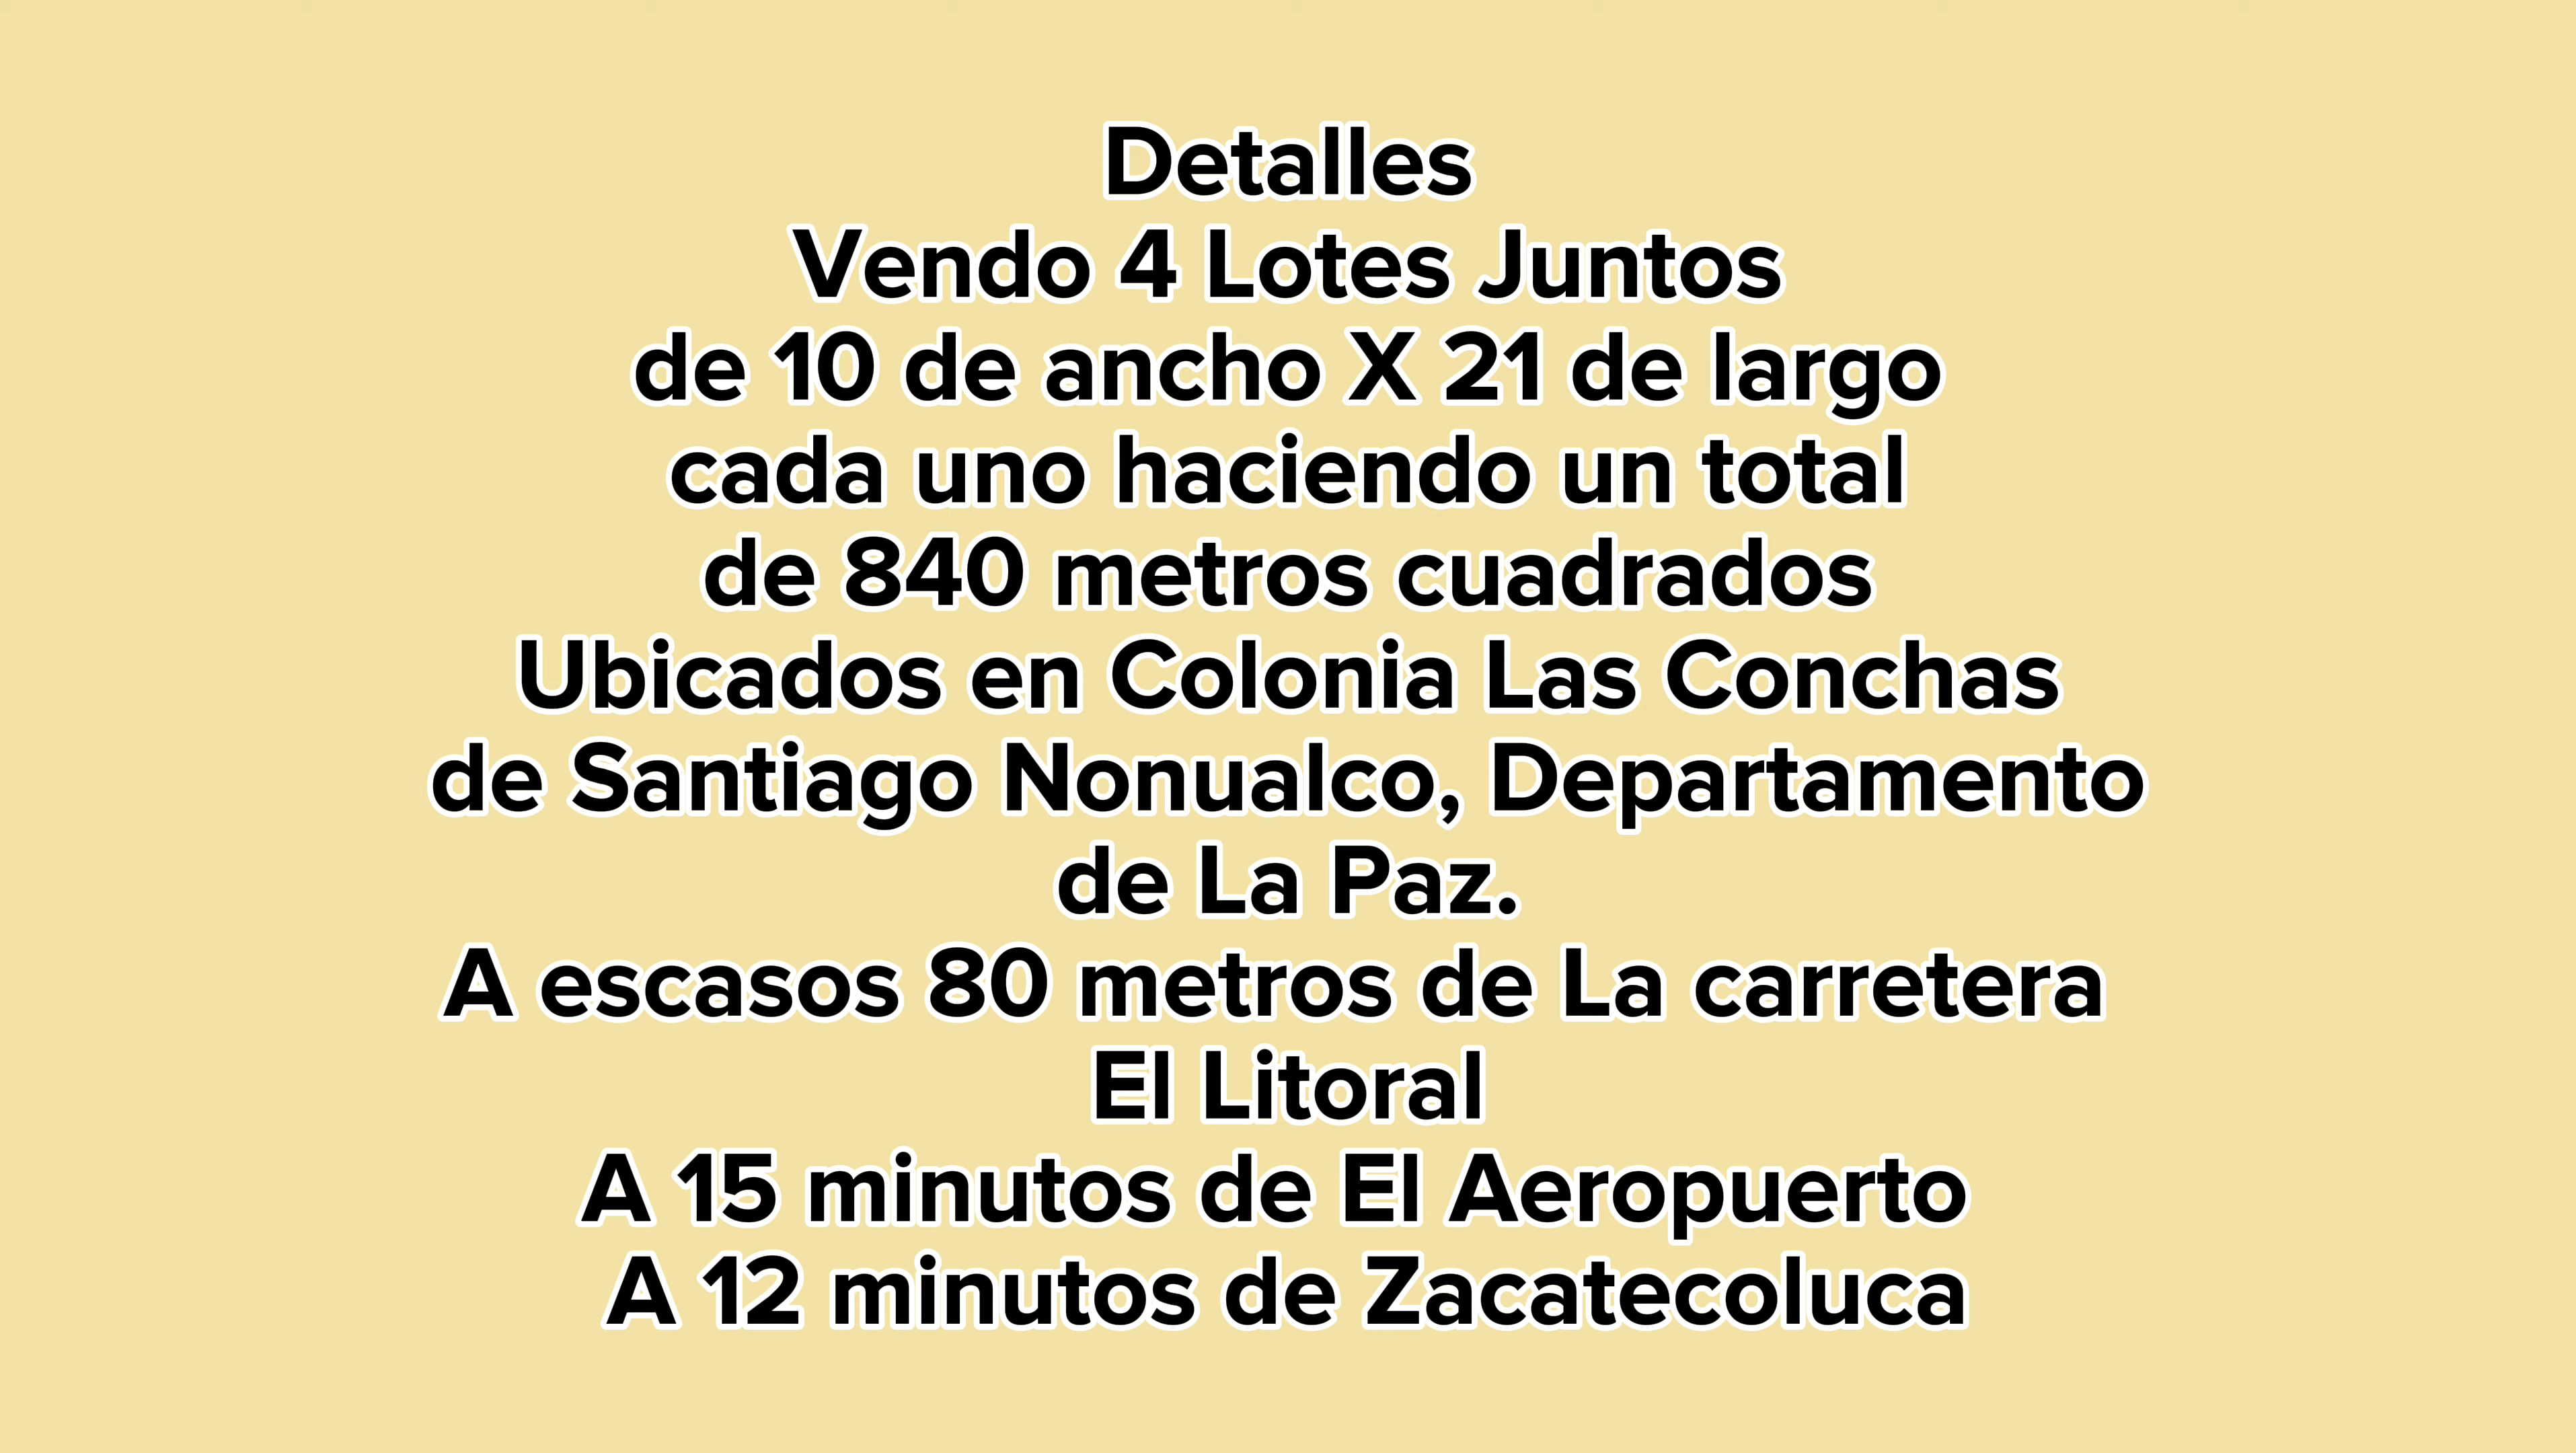 Detalles
Vendo 4 Lotes Juntos
de 10 de ancho X 21 de largo
cada uno haciendo un total
de 840 metros cuadrados
Ubicados en Colonia Las Conchas
de Santiago Nonualco, Departamento
de La Paz.
A escasos 80 metros de La carretera
El Litoral
A 15 minutos de El Aeropuerto
A 12 minutos de Zacatecoluca